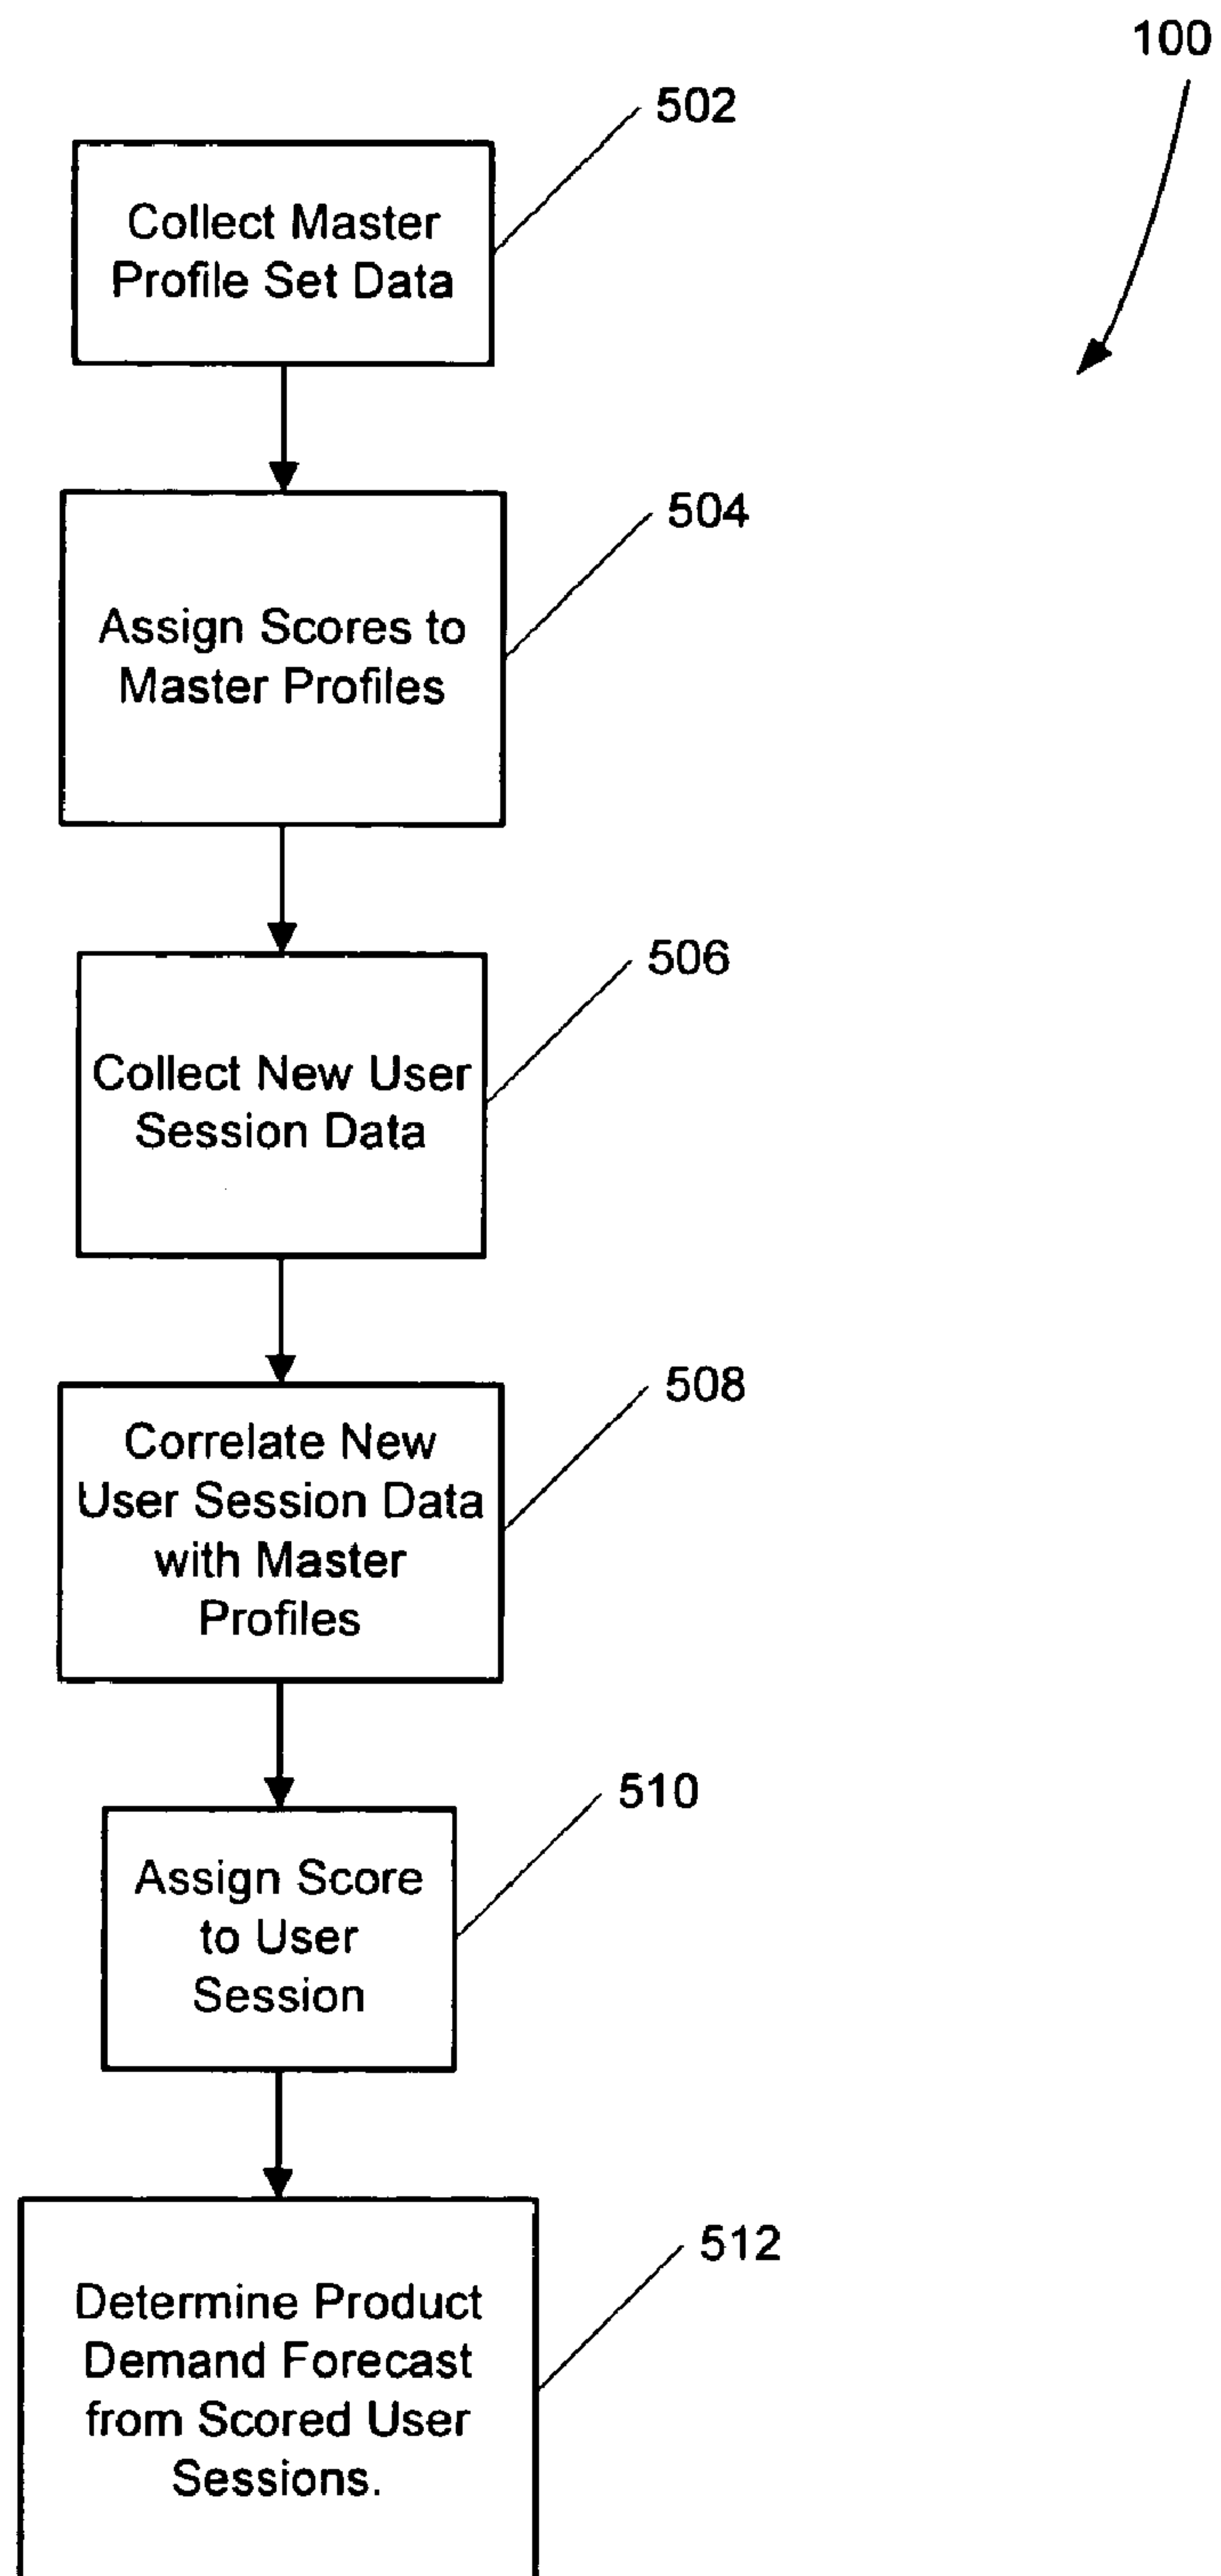 100
502
Collect Master
Profile Set Data
504
Assign Scores to
Master Profiles
506
Collect New User
Session Data
508
Correlate New
User Session Data
with Master
Profiles
510
Assign Score
to User
Session
512
Determine Product
Demand Forecast
from Scored User
Sessions.